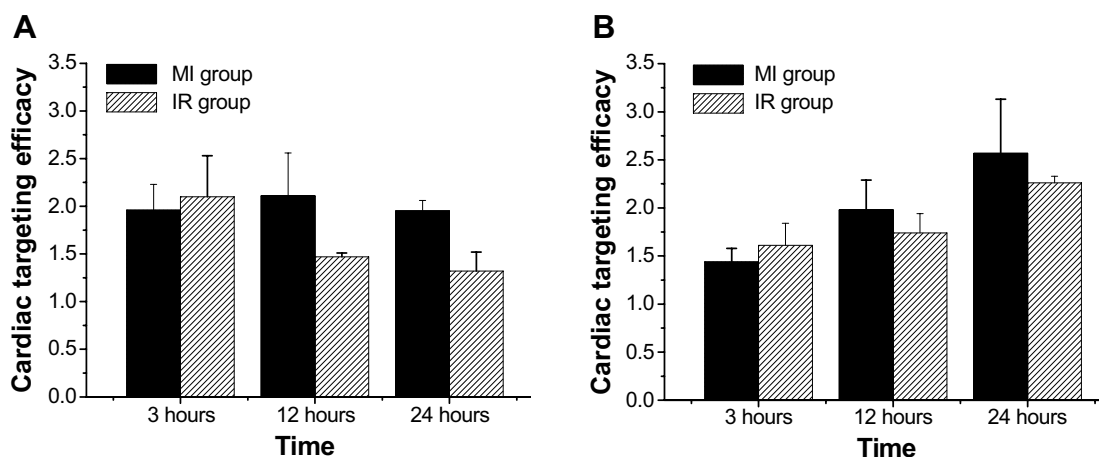 A
Cardiac targeting efficacy
3.5
3.0
2.5
2.0
1.5
1.0
0.5
0.0
MI group
IR group
3 hours
12 hours
24 hours
Time
B
Cardiac targeting efficacy
3.5
3.0
2.5
2.0
1.5
1.0
0.5
0.0
MI group
IR group
3 hours
12 hours
24 hours
Time